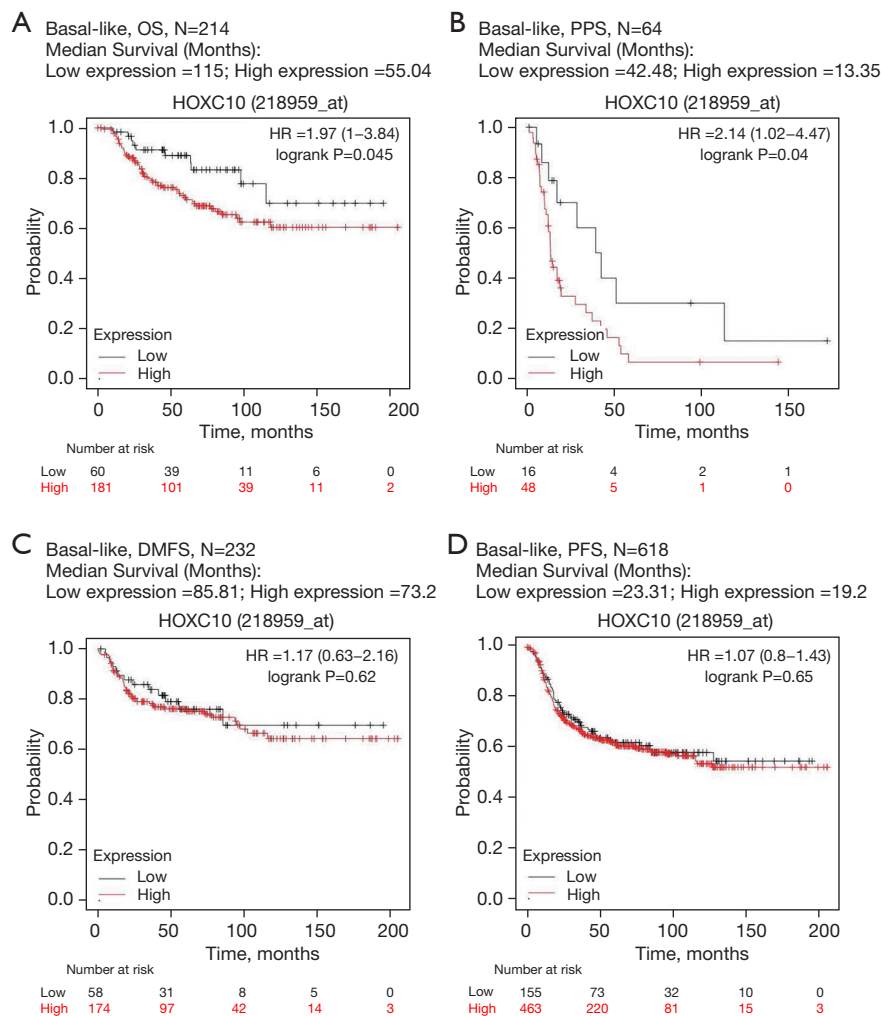 A Basal-like, OS, N=214
Median Survival (Months):
Low expression =115; High expression =55.04
HOXC10 (218959_at)
HR =1.97 (1–3.84)
logrank P=0.045
1.0
0.8
0.6
0.4
0.2
0.0
Probability
Expression
Low
High
0 50 100 150 200
Time, months
Number at risk
Low 60 39 11 6 0
High 181 101 39 11 2
B Basal-like, PPS, N=64
Median Survival (Months):
Low expression =42.48; High expression =13.35
HOXC10 (218959_at)
HR =2.14 (1.02–4.47)
logrank P=0.04
1.0
0.8
0.6
0.4
0.2
0.0
Probability
Expression
Low
High
0 50 100 150
Time, months
Number at risk
Low 16 4 2 1
High 48 5 1 0
C Basal-like, DMFS, N=232
Median Survival (Months):
Low expression =85.81; High expression =73.2
HOXC10 (218959_at)
HR =1.17 (0.63–2.16)
logrank P=0.62
1.0
0.8
0.6
0.4
0.2
0.0
Probability
Expression
Low
High
0 50 100 150 200
Time, months
Number at risk
Low 58 31 8 5 0
High 174 97 42 14 3
D Basal-like, PFS, N=618
Median Survival (Months):
Low expression =23.31; High expression =19.2
HOXC10 (218959_at)
HR =1.07 (0.8–1.43)
logrank P=0.65
1.0
0.8
0.6
0.4
0.2
0.0
Probability
Expression
Low
High
0 50 100 150 200
Time, months
Number at risk
Low 155 73 32 10 0
High 463 220 81 15 3